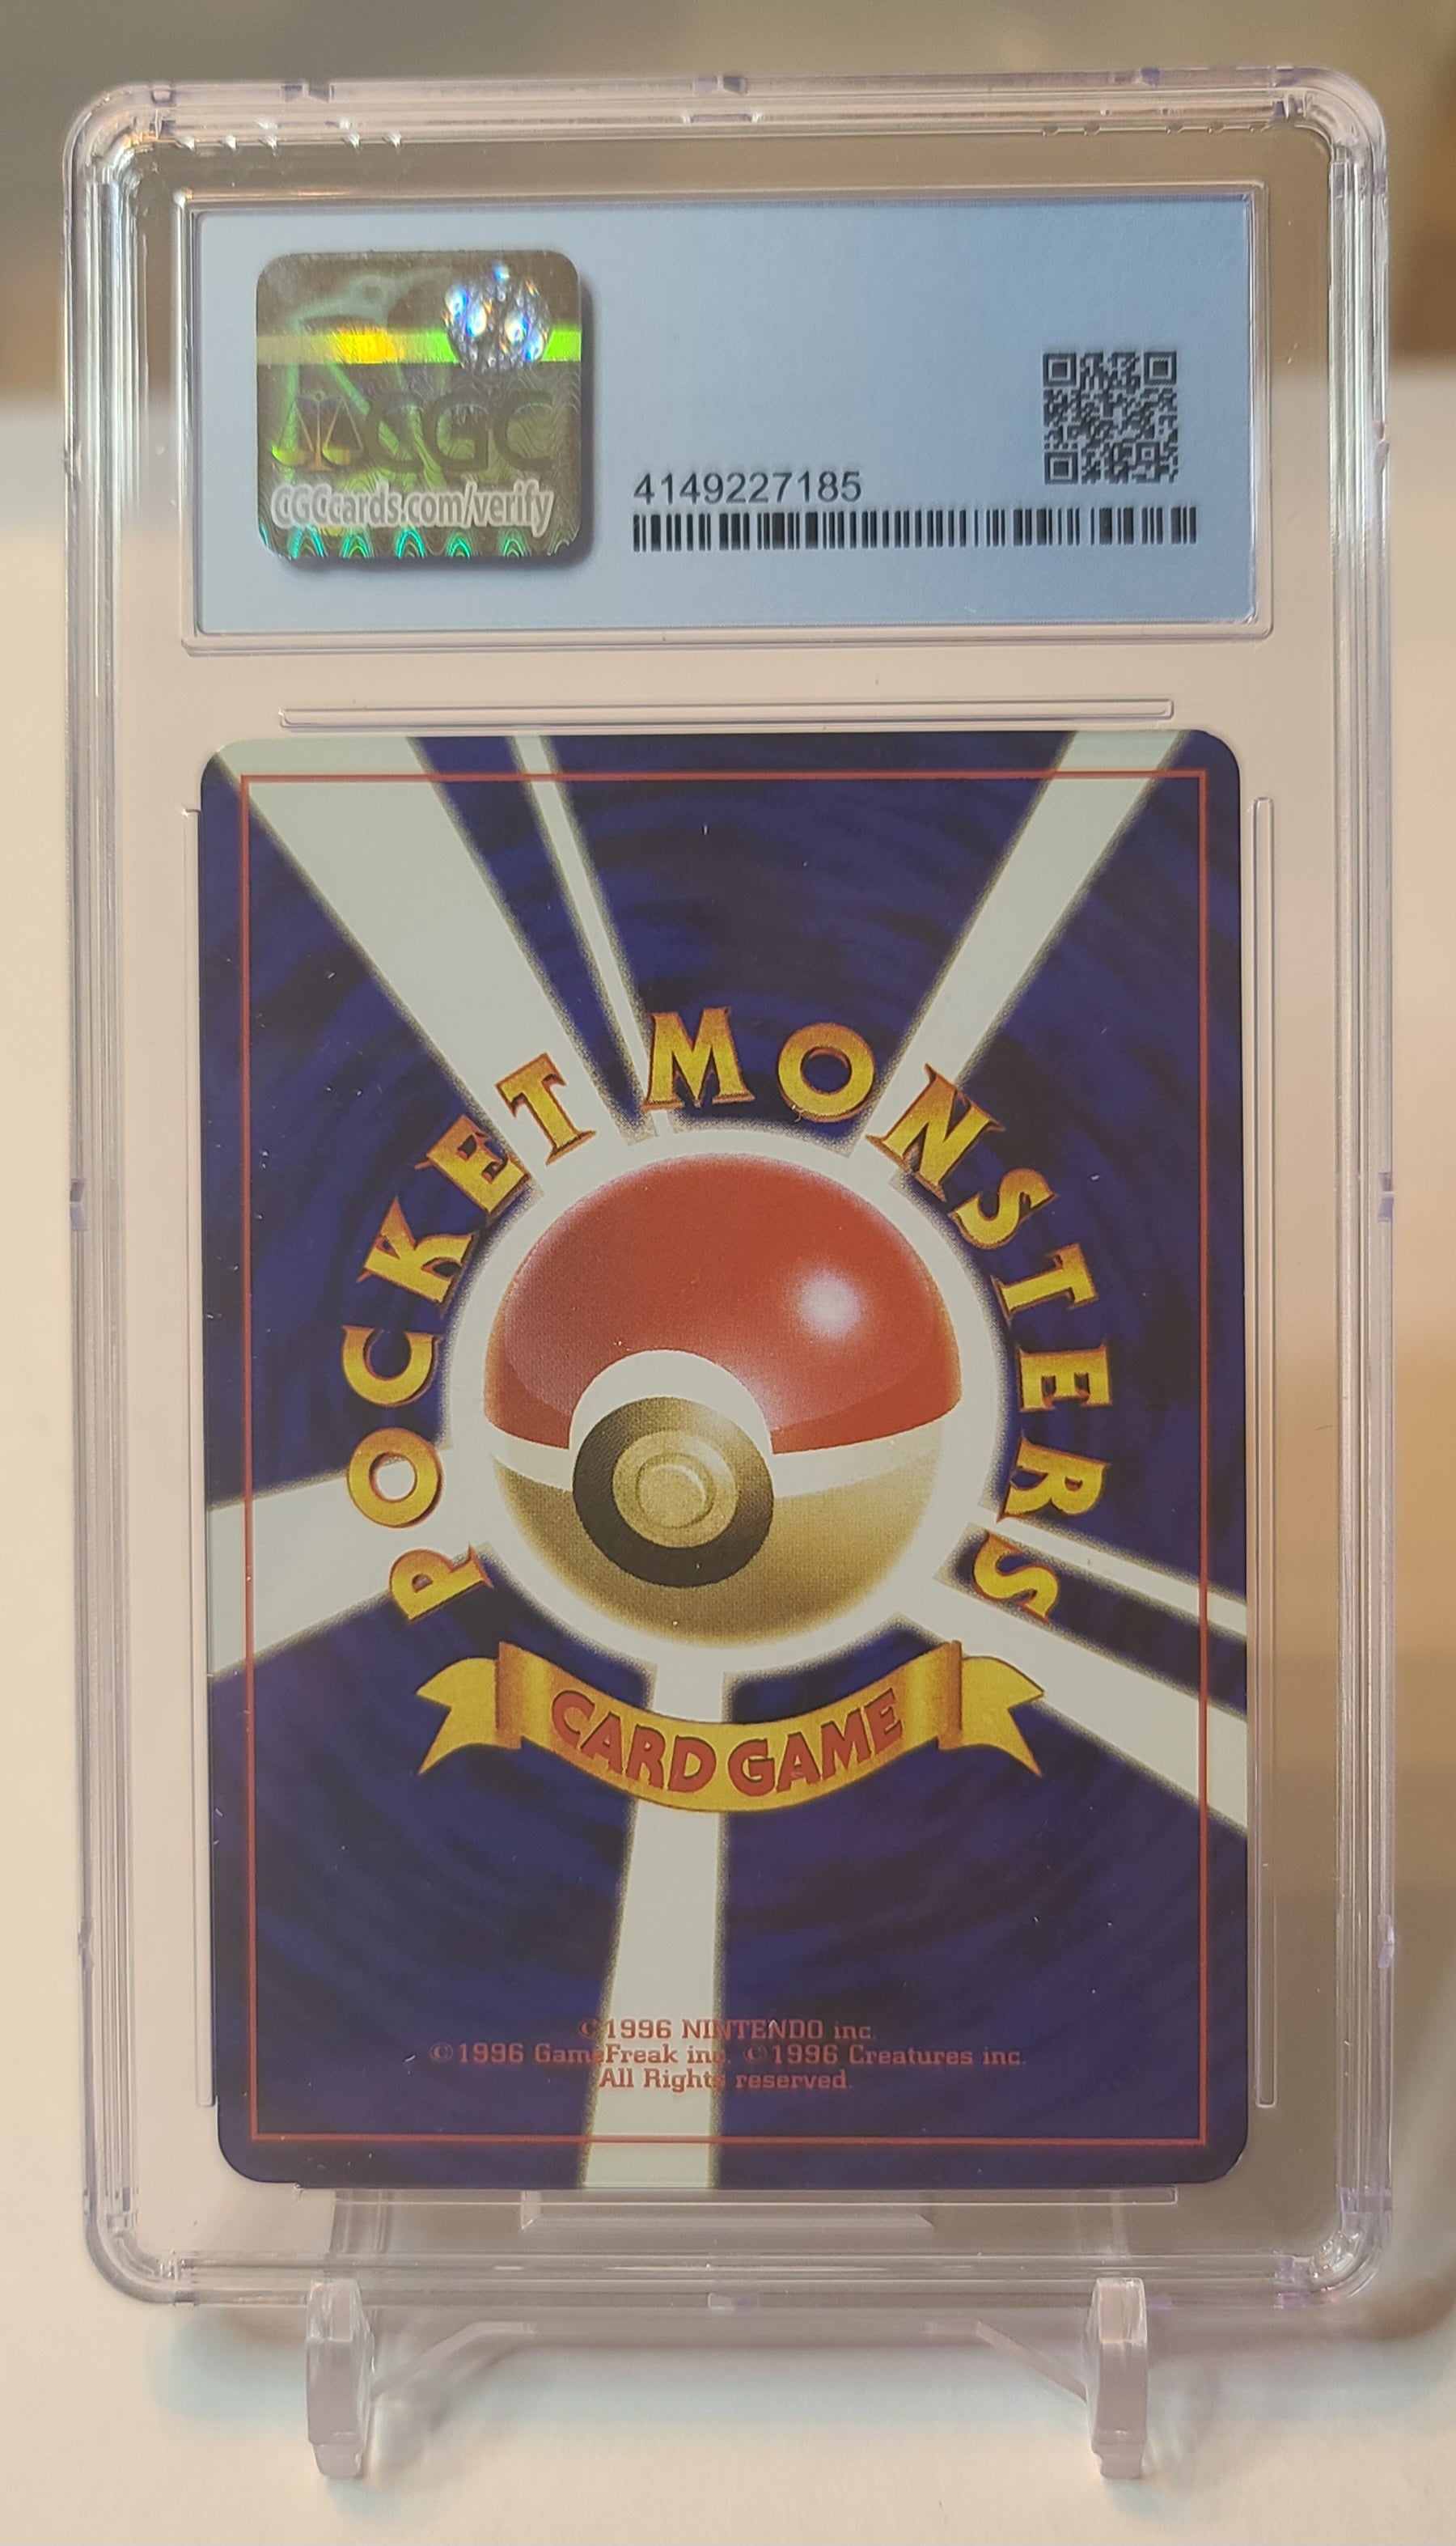 CGC
CGCcards.com/verify
4149227185
POCKET MONSTERS
CARD GAME
©1996 NINTENDO inc.
©1996 GameFreak inc. ©1996 Creatures inc.
All Rights reserved.